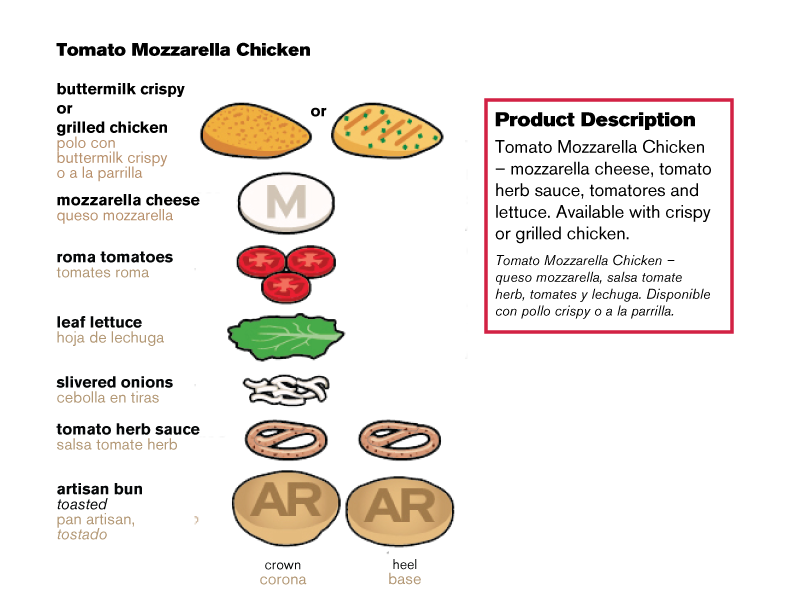 Tomato Mozzarella Chicken
buttermilk crispy
or
grilled chicken
polo con
buttermilk crispy
o a la parrilla
or
mozzarella cheese
queso mozzarella
M
roma tomatoes
tomates roma
leaf lettuce
hoja de lechuga
slivered onions
cebolla en tiras
tomato herb sauce
salsa tomate herb
artisan bun
toasted
pan artisan,
tostado
AR
AR
crown
corona
heel
base
Product Description
Tomato Mozzarella Chicken
– mozzarella cheese, tomato
herb sauce, tomatores and
lettuce. Available with crispy
or grilled chicken.
Tomato Mozzarella Chicken –
queso mozzarella, salsa tomate
herb, tomates y lechuga. Disponible
con pollo crispy o a la parrilla.